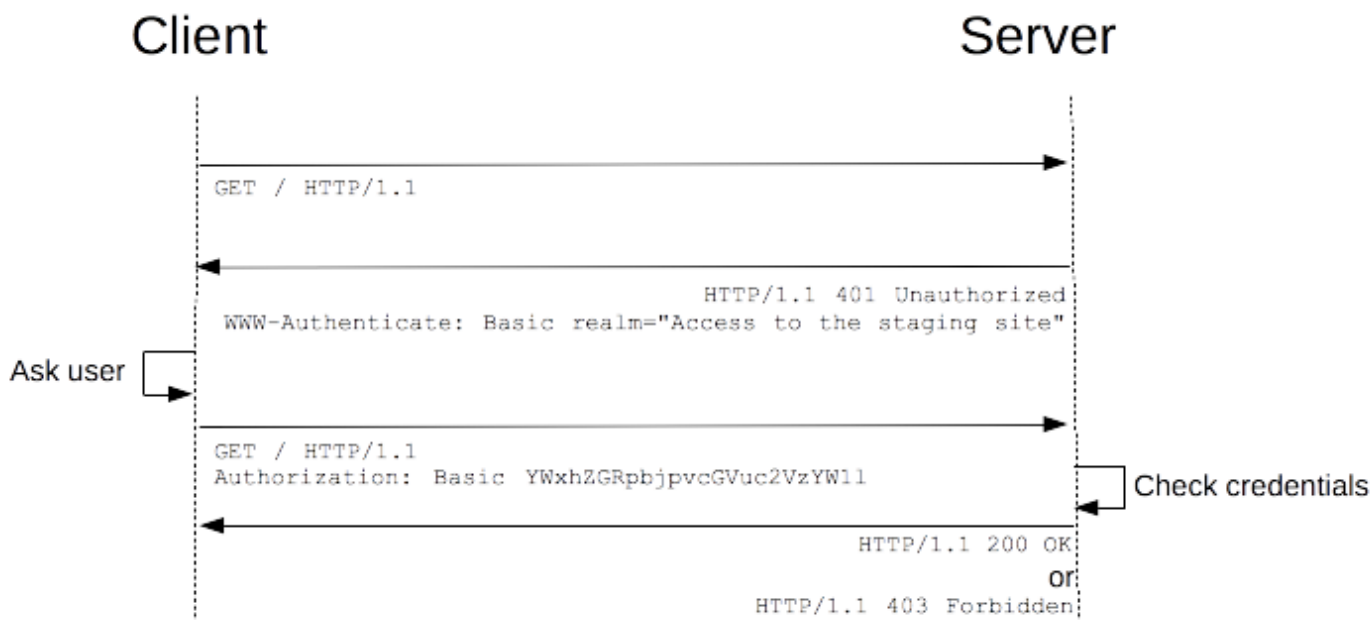 Client
Server
GET / HTTP/1.1
HTTP/1.1 401 Unauthorized
WWW-Authenticate: Basic realm="Access to the staging site"
Ask user
GET / HTTP/1.1
Authorization: Basic YWxhZGRpbjpvcGVuc2VzYW1l
Check credentials
HTTP/1.1 200 OK
or
HTTP/1.1 403 Forbidden